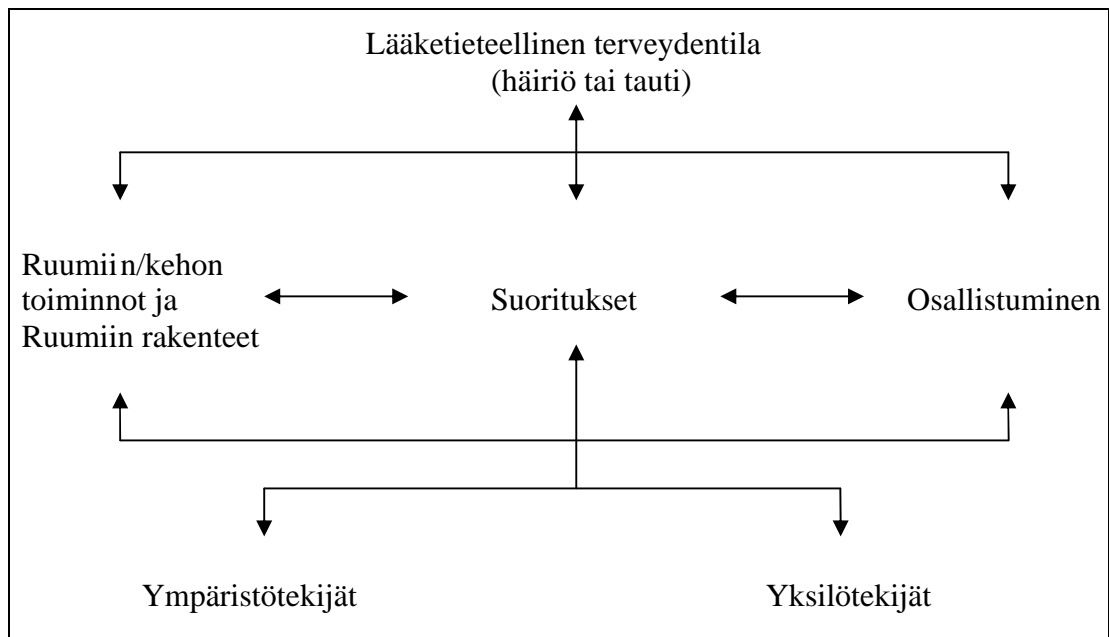 Lääketieteellinen terveydentila
(häiriö tai tauti)
Ruumiin/kehon
toiminnot ja
Ruumiin rakenteet
Suoritukset
Osallistuminen
Ympäristötekijät
Yksilötekijät